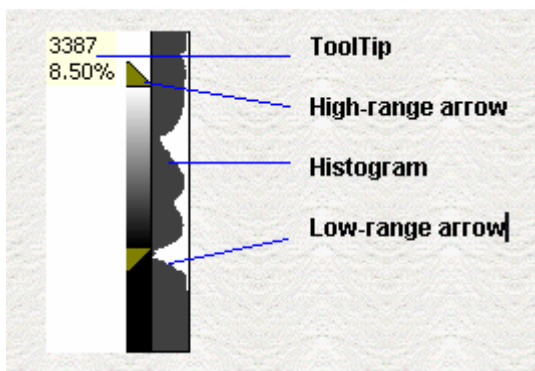 3387
8.50%
ToolTip
High-range arrow
Histogram
Low-range arrow